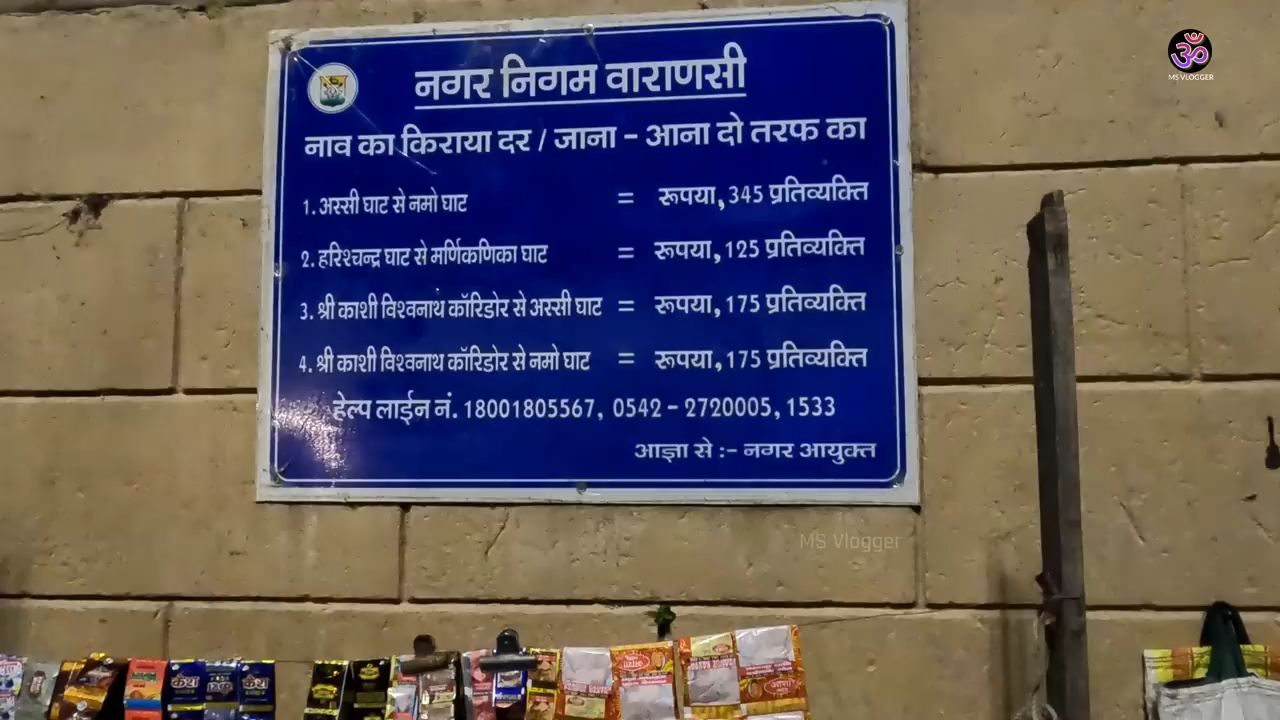 नगर निगम वाराणसी
नाव का किराया दर / जाना - आना दो तरफ का
1. अस्सी घाट से नमो घाट = रूपया, 345 प्रतिव्यक्ति
2. हरिश्चन्द्र घाट से मर्णिकणिका घाट = रूपया, 125 प्रतिव्यक्ति
3. श्री काशी विश्वनाथ कॉरिडोर से अस्सी घाट = रूपया, 175 प्रतिव्यक्ति
4. श्री काशी विश्वनाथ कॉरिडोर से नमो घाट = रूपया, 175 प्रतिव्यक्ति
हेल्प लाईन नं. 18001805567, 0542 - 2720005, 1533
आज्ञा से :- नगर आयुक्त
ॐ
MS VLOGGER
MS Vlogger